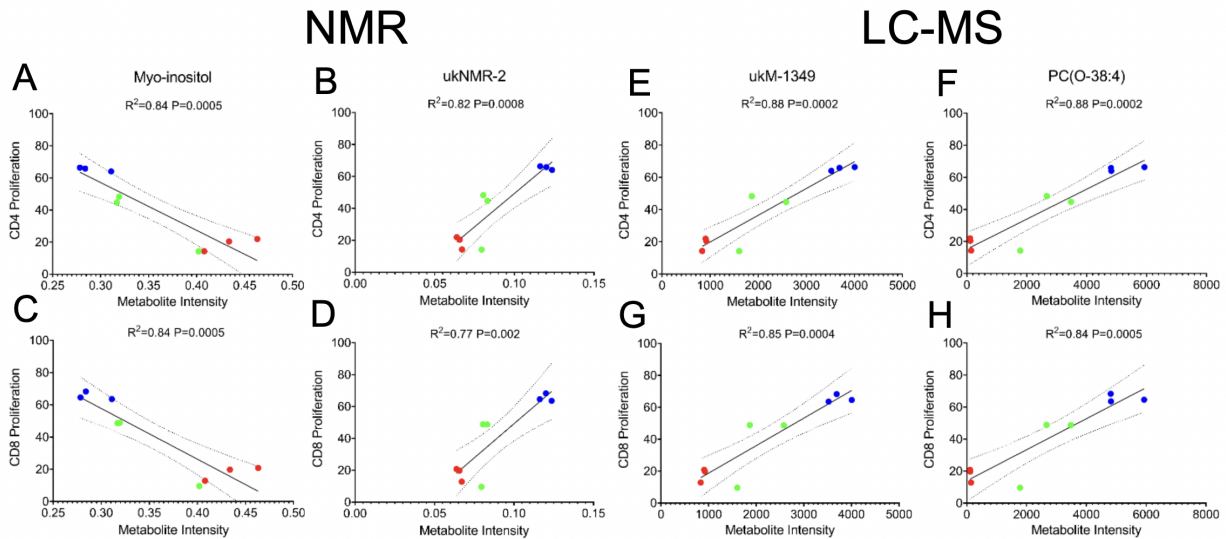 NMR LC-MS
A Myo-inositol B ukNMR-2 E ukM-1349 F PC(O-38:4)
R²=0.84 P=0.0005 R²=0.82 P=0.0008 R²=0.88 P=0.0002 R²=0.88 P=0.0002
CD4 Proliferation
100
80
60
40
20
0
0.25 0.30 0.35 0.40 0.45 0.50
Metabolite Intensity
CD4 Proliferation
100
80
60
40
20
0
0.00 0.05 0.10 0.15
Metabolite Intensity
CD4 Proliferation
100
80
60
40
20
0
0 1000 2000 3000 4000 5000
Metabolite Intensity
CD4 Proliferation
100
80
60
40
20
0
0 2000 4000 6000 8000
Metabolite Intensity
C D G H
R²=0.84 P=0.0005 R²=0.77 P=0.002 R²=0.85 P=0.0004 R²=0.84 P=0.0005
CD8 Proliferation
100
80
60
40
20
0
0.25 0.30 0.35 0.40 0.45 0.50
Metabolite Intensity
CD8 Proliferation
100
80
60
40
20
0
0.00 0.05 0.10 0.15
Metabolite Intensity
CD8 Proliferation
100
80
60
40
20
0
0 1000 2000 3000 4000 5000
Metabolite Intensity
CD8 Proliferation
100
80
60
40
20
0
0 2000 4000 6000 8000
Metabolite Intensity